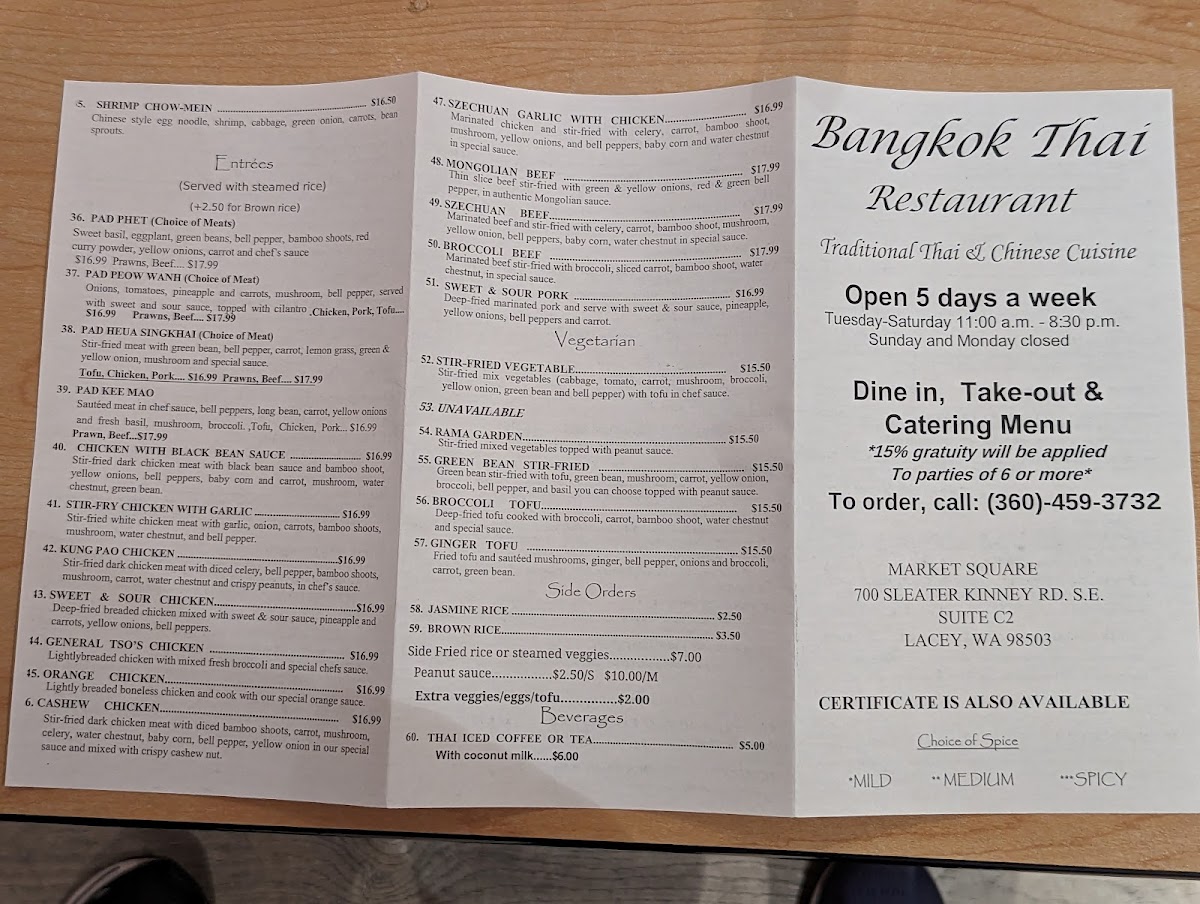 5. SHRIMP CHOW-MEIN ........ $16.50
Chinese style egg noodle, shrimp, cabbage, green onion, carrots, bean
sprouts.
Entrées
(Served with steamed rice)
(+2.50 for Brown rice)
36. PAD PHET (Choice of Meats)
Sweet basil, eggplant, green beans, bell pepper, bamboo shoots, red
curry powder, yellow onions, carrot and chef's sauce
$16.99 Prawns, Beef.... $17.99
37. PAD PEOW WANH (Choice of Meat)
Onions, tomatoes, pineapple and carrots, mushroom, bell pepper, served
with sweet and sour sauce, topped with cilantro .Chicken, Pork, Tofu....
$16.99 Prawns, Beef.... $17.99
38. PAD HEUA SINGKHAI (Choice of Meat)
Stir-fried meat with green bean, bell pepper, carrot, lemon grass, green &
yellow onion, mushroom and special sauce.
Tofu, Chicken, Pork.... $16.99 Prawns, Beef.... $17.99
39. PAD KEE MAO
Sautéed meat in chef sauce, bell peppers, long bean, carrot, yellow onions
and fresh basil, mushroom, broccoli. ,Tofu, Chicken, Pork... $16.99
Prawn, Beef...$17.99
40. CHICKEN WITH BLACK BEAN SAUCE ........ $16.99
Stir-fried dark chicken meat with black bean sauce and bamboo shoot,
yellow onions, bell peppers, baby corn and carrot, mushroom, water
chestnut, green bean.
41. STIR-FRY CHICKEN WITH GARLIC ........ $16.99
Stir-fried white chicken meat with garlic, onion, carrots, bamboo shoots,
mushroom, water chestnut, and bell pepper.
42. KUNG PAO CHICKEN ........$16.99
Stir-fried dark chicken meat with diced celery, bell pepper, bamboo shoots,
mushroom, carrot, water chestnut and crispy peanuts, in chef's sauce.
43. SWEET & SOUR CHICKEN........$16.99
Deep-fried breaded chicken mixed with sweet & sour sauce, pineapple and
carrots, yellow onions, bell peppers.
44. GENERAL TSO'S CHICKEN ........ $16.99
Lightlybreaded chicken with mixed fresh broccoli and special chefs sauce.
45. ORANGE CHICKEN........ $16.99
Lightly breaded boneless chicken and cook with our special orange sauce.
6. CASHEW CHICKEN........ $16.99
Stir-fried dark chicken meat with diced bamboo shoots, carrot, mushroom,
celery, water chestnut, baby corn, bell pepper, yellow onion in our special
sauce and mixed with crispy cashew nut.
47. SZECHUAN GARLIC WITH CHICKEN........ $16.99
Marinated chicken and stir-fried with celery, carrot, bamboo shoot,
mushroom, yellow onions, and bell peppers, baby corn and water chestnut
in special sauce.
48. MONGOLIAN BEEF ........ $17.99
Thin slice beef stir-fried with green & yellow onions, red & green bell
pepper, in authentic Mongolian sauce.
49. SZECHUAN BEEF........ $17.99
Marinated beef and stir-fried with celery, carrot, bamboo shoot, mushroom,
yellow onion, bell peppers, baby corn, water chestnut in special sauce.
50. BROCCOLI BEEF ........ $17.99
Marinated beef stir-fried with broccoli, sliced carrot, bamboo shoot, water
chestnut, in special sauce.
51. SWEET & SOUR PORK ........ $16.99
Deep-fried marinated pork and serve with sweet & sour sauce, pineapple,
yellow onions, bell peppers and carrot.
Vegetarian
52. STIR-FRIED VEGETABLE........ $15.50
Stir-fried mix vegetables (cabbage, tomato, carrot, mushroom, broccoli,
yellow onion, green bean and bell pepper) with tofu in chef sauce.
53. UNAVAILABLE
54. RAMA GARDEN........ $15.50
Stir-fried mixed vegetables topped with peanut sauce.
55. GREEN BEAN STIR-FRIED ........ $15.50
Green bean stir-fried with tofu, green bean, mushroom, carrot, yellow onion,
broccoli, bell pepper, and basil you can choose topped with peanut sauce.
56. BROCCOLI TOFU........ $15.50
Deep-fried tofu cooked with broccoli, carrot, bamboo shoot, water chestnut
and special sauce.
57. GINGER TOFU ........ $15.50
Fried tofu and sautéed mushrooms, ginger, bell pepper, onions and broccoli,
carrot, green bean.
Side Orders
58. JASMINE RICE ........ $2.50
59. BROWN RICE........ $3.50
Side Fried rice or steamed veggies...............$7.00
Peanut sauce...............$2.50/S $10.00/M
Extra veggies/eggs/tofu...............$2.00
Beverages
60. THAI ICED COFFEE OR TEA........ $5.00
With coconut milk......$6.00
Bangkok Thai
Restaurant
Traditional Thai & Chinese Cuisine
Open 5 days a week
Tuesday-Saturday 11:00 a.m. - 8:30 p.m.
Sunday and Monday closed
Dine in, Take-out &
Catering Menu
*15% gratuity will be applied
To parties of 6 or more*
To order, call: (360)-459-3732
MARKET SQUARE
700 SLEATER KINNEY RD. S.E.
SUITE C2
LACEY, WA 98503
CERTIFICATE IS ALSO AVAILABLE
Choice of Spice
*MILD **MEDIUM ***SPICY